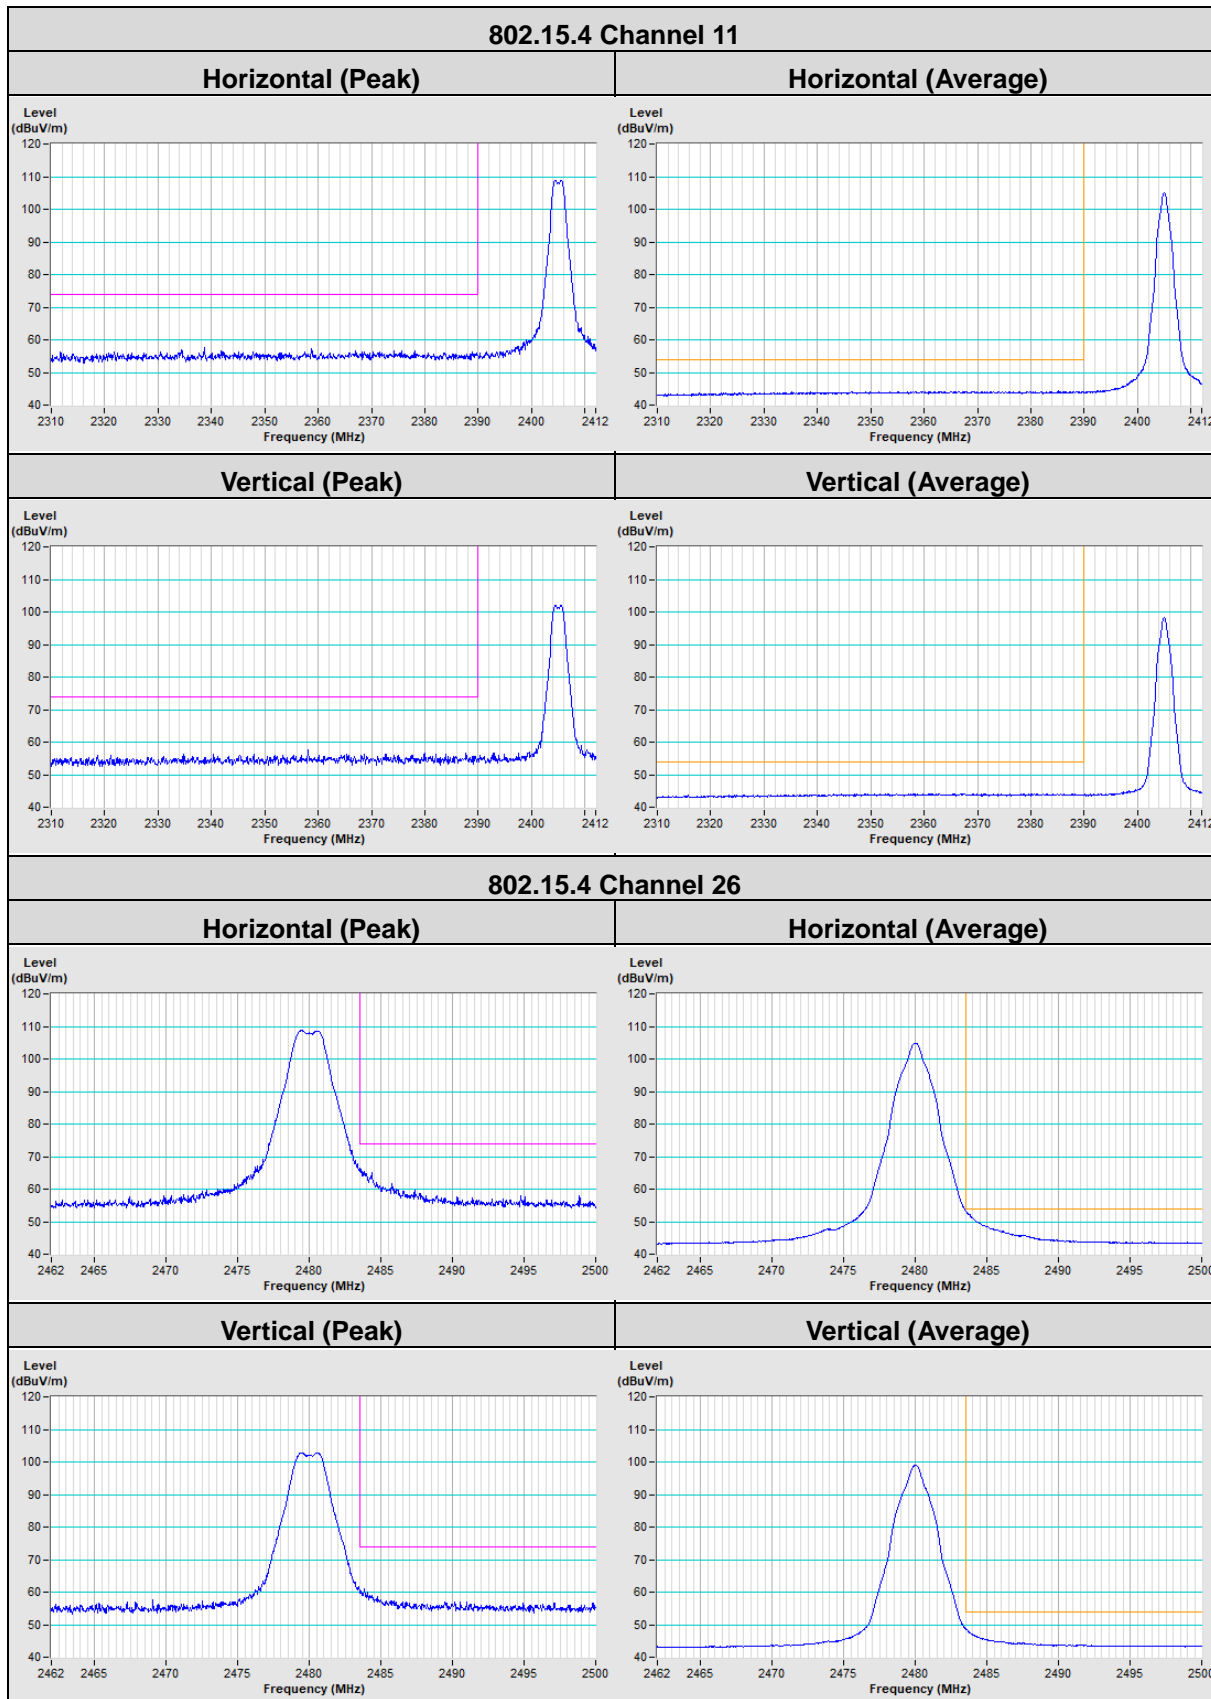 802.15.4 Channel 11
Horizontal (Peak)
Horizontal (Average)
Level
(dBuV/m)
120
110
100
90
80
70
60
50
40
2310 2320 2330 2340 2350 2360 2370 2380 2390 2400 2412
Frequency (MHz)
Level
(dBuV/m)
120
110
100
90
80
70
60
50
40
2310 2320 2330 2340 2350 2360 2370 2380 2390 2400 2412
Frequency (MHz)
Vertical (Peak)
Vertical (Average)
Level
(dBuV/m)
120
110
100
90
80
70
60
50
40
2310 2320 2330 2340 2350 2360 2370 2380 2390 2400 2412
Frequency (MHz)
Level
(dBuV/m)
120
110
100
90
80
70
60
50
40
2310 2320 2330 2340 2350 2360 2370 2380 2390 2400 2412
Frequency (MHz)
802.15.4 Channel 26
Horizontal (Peak)
Horizontal (Average)
Level
(dBuV/m)
120
110
100
90
80
70
60
50
40
2462 2465 2470 2475 2480 2485 2490 2495 2500
Frequency (MHz)
Level
(dBuV/m)
120
110
100
90
80
70
60
50
40
2462 2465 2470 2475 2480 2485 2490 2495 2500
Frequency (MHz)
Vertical (Peak)
Vertical (Average)
Level
(dBuV/m)
120
110
100
90
80
70
60
50
40
2462 2465 2470 2475 2480 2485 2490 2495 2500
Frequency (MHz)
Level
(dBuV/m)
120
110
100
90
80
70
60
50
40
2462 2465 2470 2475 2480 2485 2490 2495 2500
Frequency (MHz)